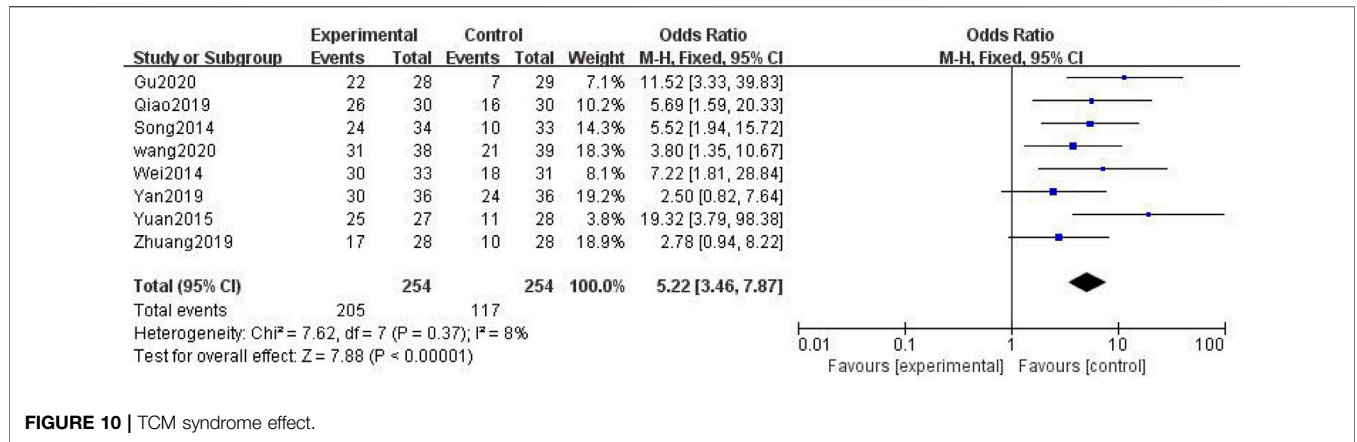 Experimental Control Odds Ratio Odds Ratio
Study or Subgroup Events Total Events Total Weight M-H, Fixed, 95% CI M-H, Fixed, 95% CI
Gu2020 22 28 7 29 7.1% 11.52 [3.33, 39.83]
Qiao2019 26 30 16 30 10.2% 5.69 [1.59, 20.33]
Song2014 24 34 10 33 14.3% 5.52 [1.94, 15.72]
wang2020 31 38 21 39 18.3% 3.80 [1.35, 10.67]
Wei2014 30 33 18 31 8.1% 7.22 [1.81, 28.84]
Yan2019 30 36 24 36 19.2% 2.50 [0.82, 7.64]
Yuan2015 25 27 11 28 3.8% 19.32 [3.79, 98.38]
Zhuang2019 17 28 10 28 18.9% 2.78 [0.94, 8.22]
Total (95% CI) 254 254 100.0% 5.22 [3.46, 7.87]
Total events 205 117
Heterogeneity: Chi² = 7.62, df = 7 (P = 0.37); I² = 8%
Test for overall effect: Z = 7.88 (P < 0.00001)
0.01 0.1 1 10 100
Favours [experimental] Favours [control]
FIGURE 10 | TCM syndrome effect.